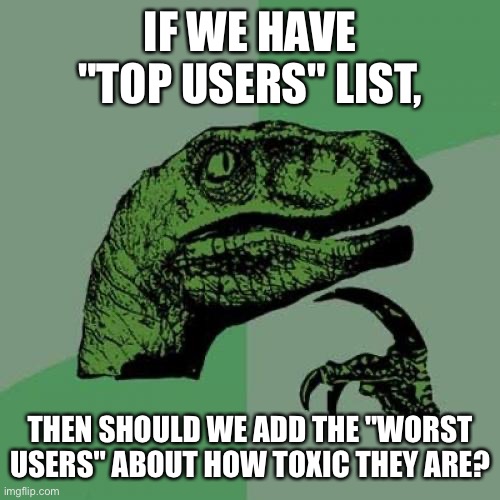 IF WE HAVE
"TOP USERS" LIST,
THEN SHOULD WE ADD THE "WORST
USERS" ABOUT HOW TOXIC THEY ARE?
imgflip.com